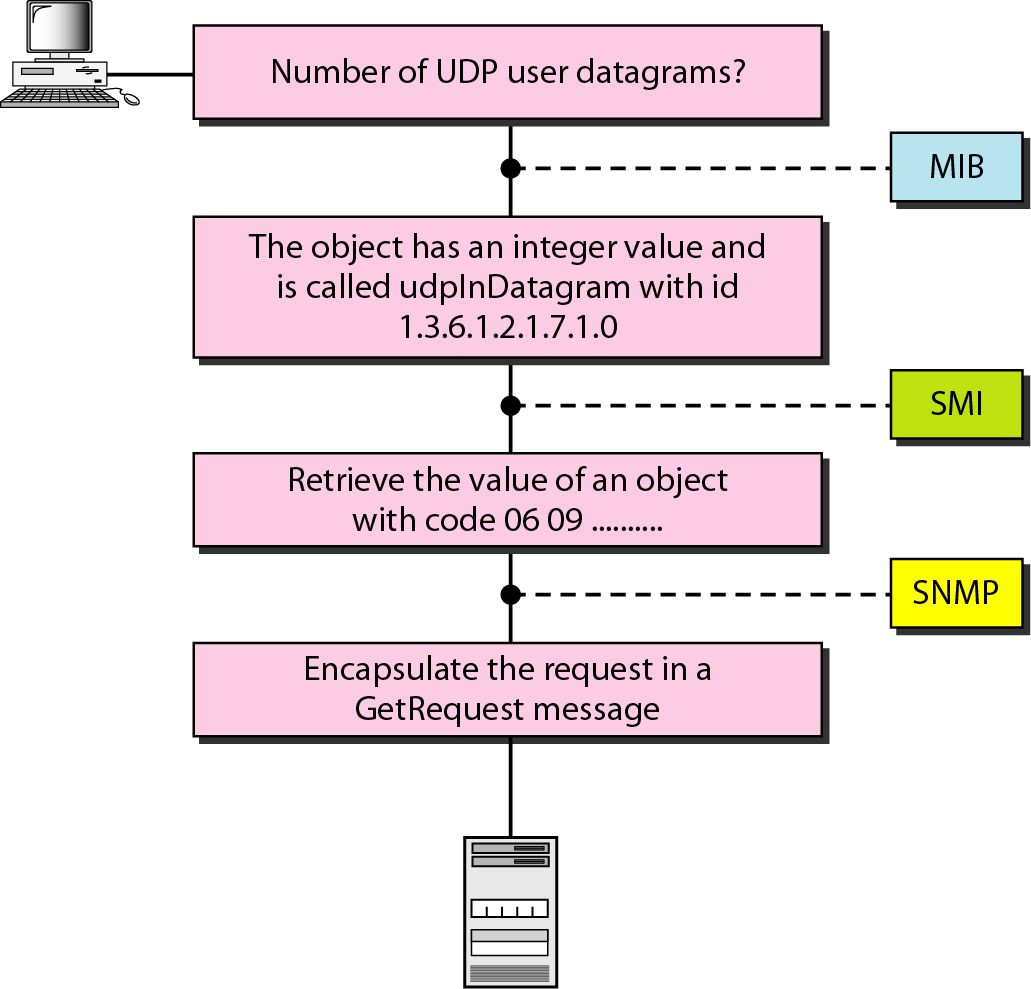 Number of UDP user datagrams?
MIB
The object has an integer value and
is called udpInDatagram with id
1.3.6.1.2.1.7.1.0
SMI
Retrieve the value of an object
with code 06 09 ..........
SNMP
Encapsulate the request in a
GetRequest message